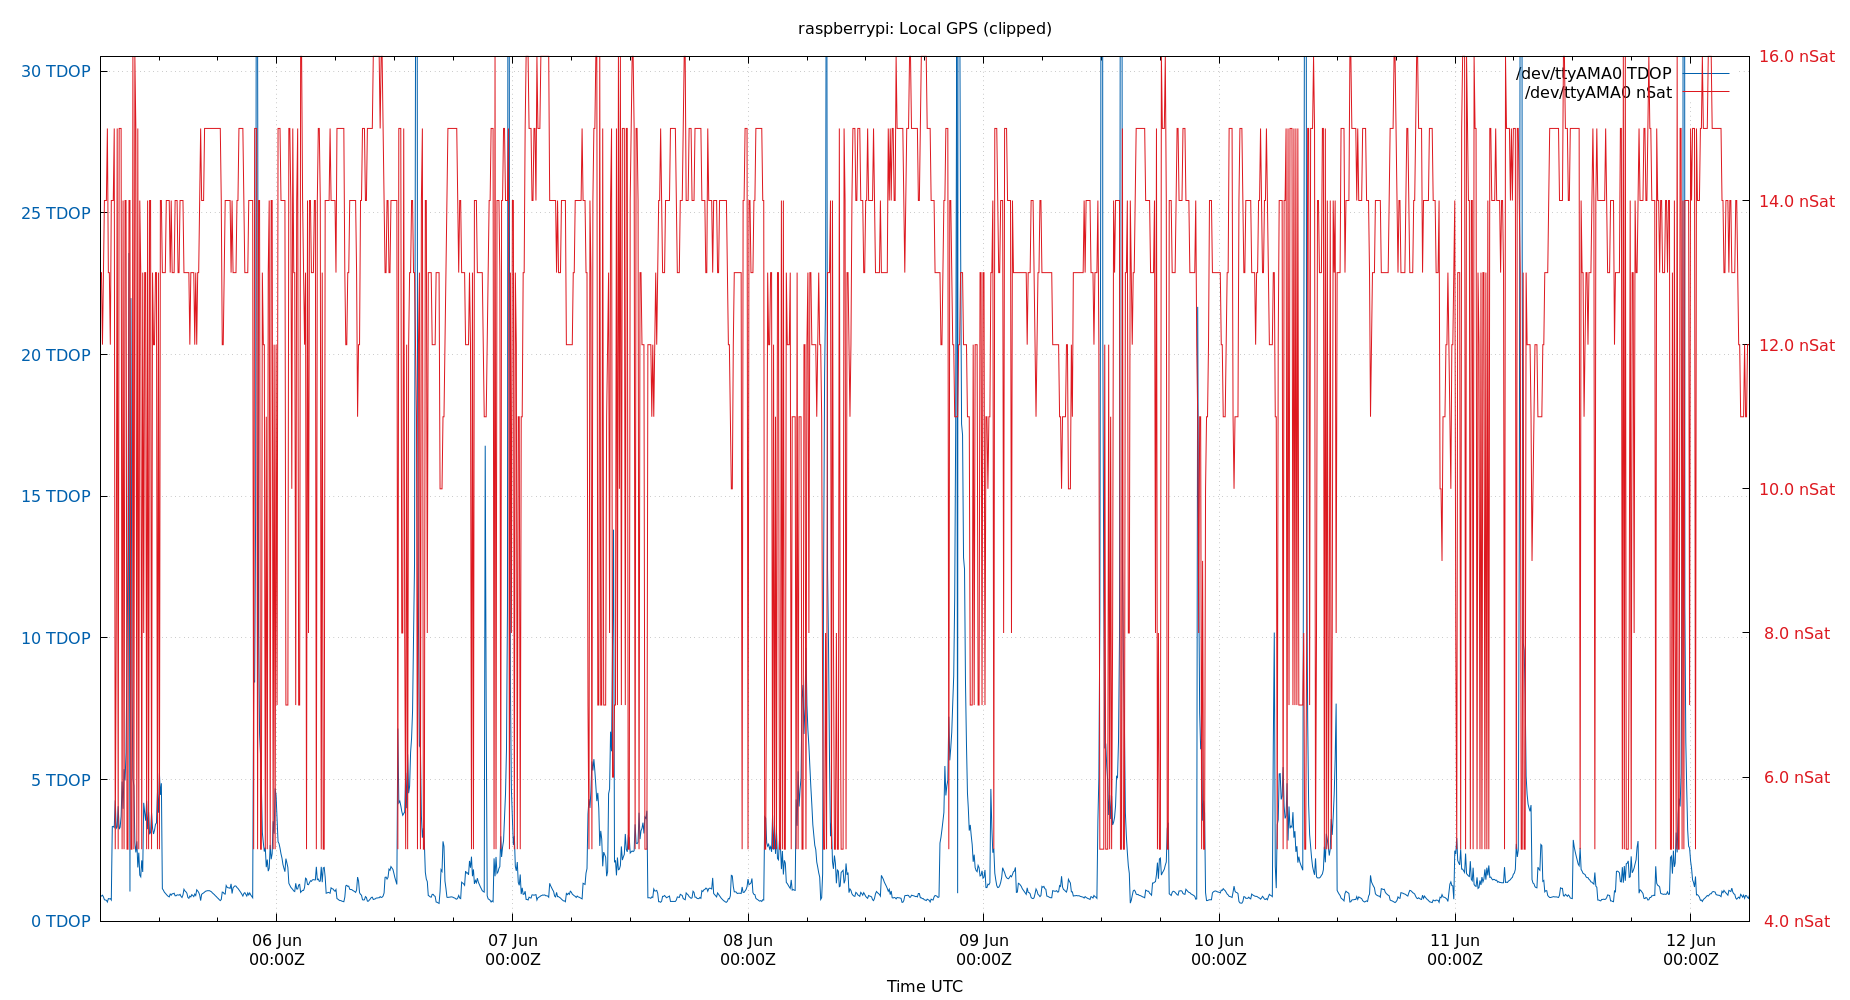 raspberrypi: Local GPS (clipped)
30 TDOP
25 TDOP
20 TDOP
15 TDOP
10 TDOP
5 TDOP
0 TDOP
16.0 nSat
14.0 nSat
12.0 nSat
10.0 nSat
8.0 nSat
6.0 nSat
4.0 nSat
/dev/ttyAMA0 TDOP
/dev/ttyAMA0 nSat
06 Jun
00:00Z
07 Jun
00:00Z
08 Jun
00:00Z
09 Jun
00:00Z
10 Jun
00:00Z
11 Jun
00:00Z
12 Jun
00:00Z
Time UTC